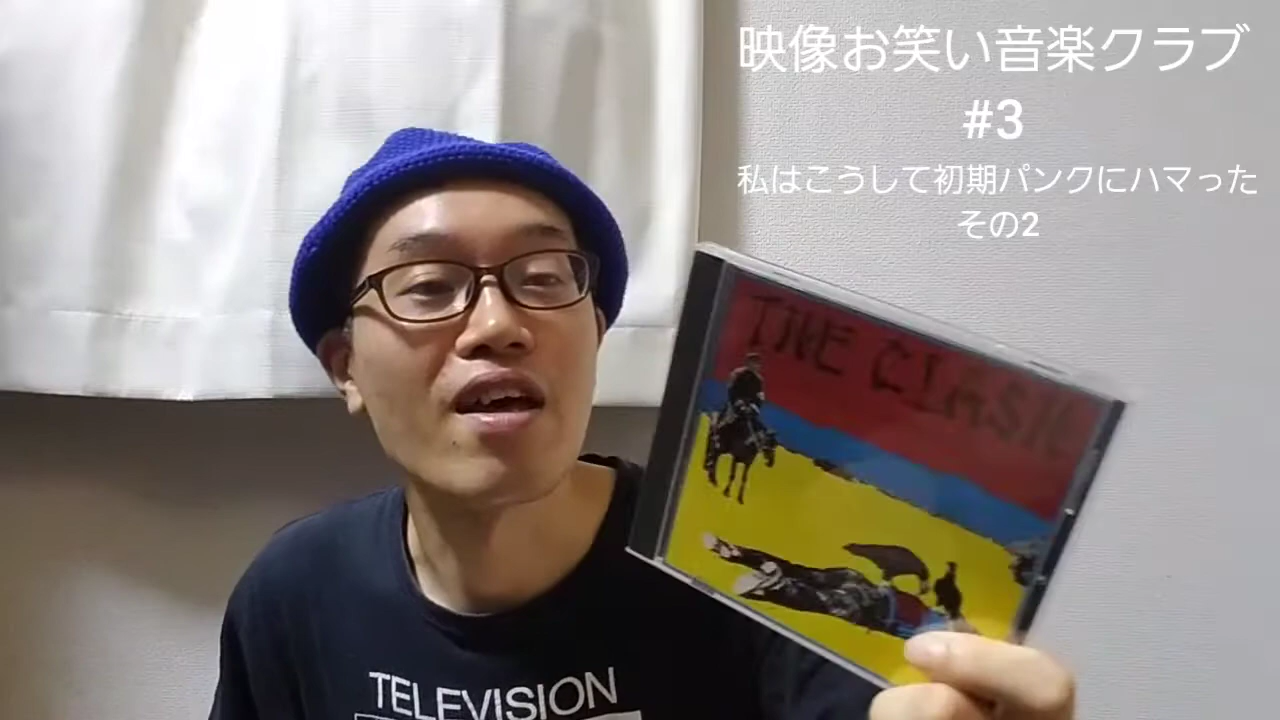 映像お笑い音楽クラブ
#3
私はこうして初期パンクにハマった
その2
THE CLASH
TELEVISION